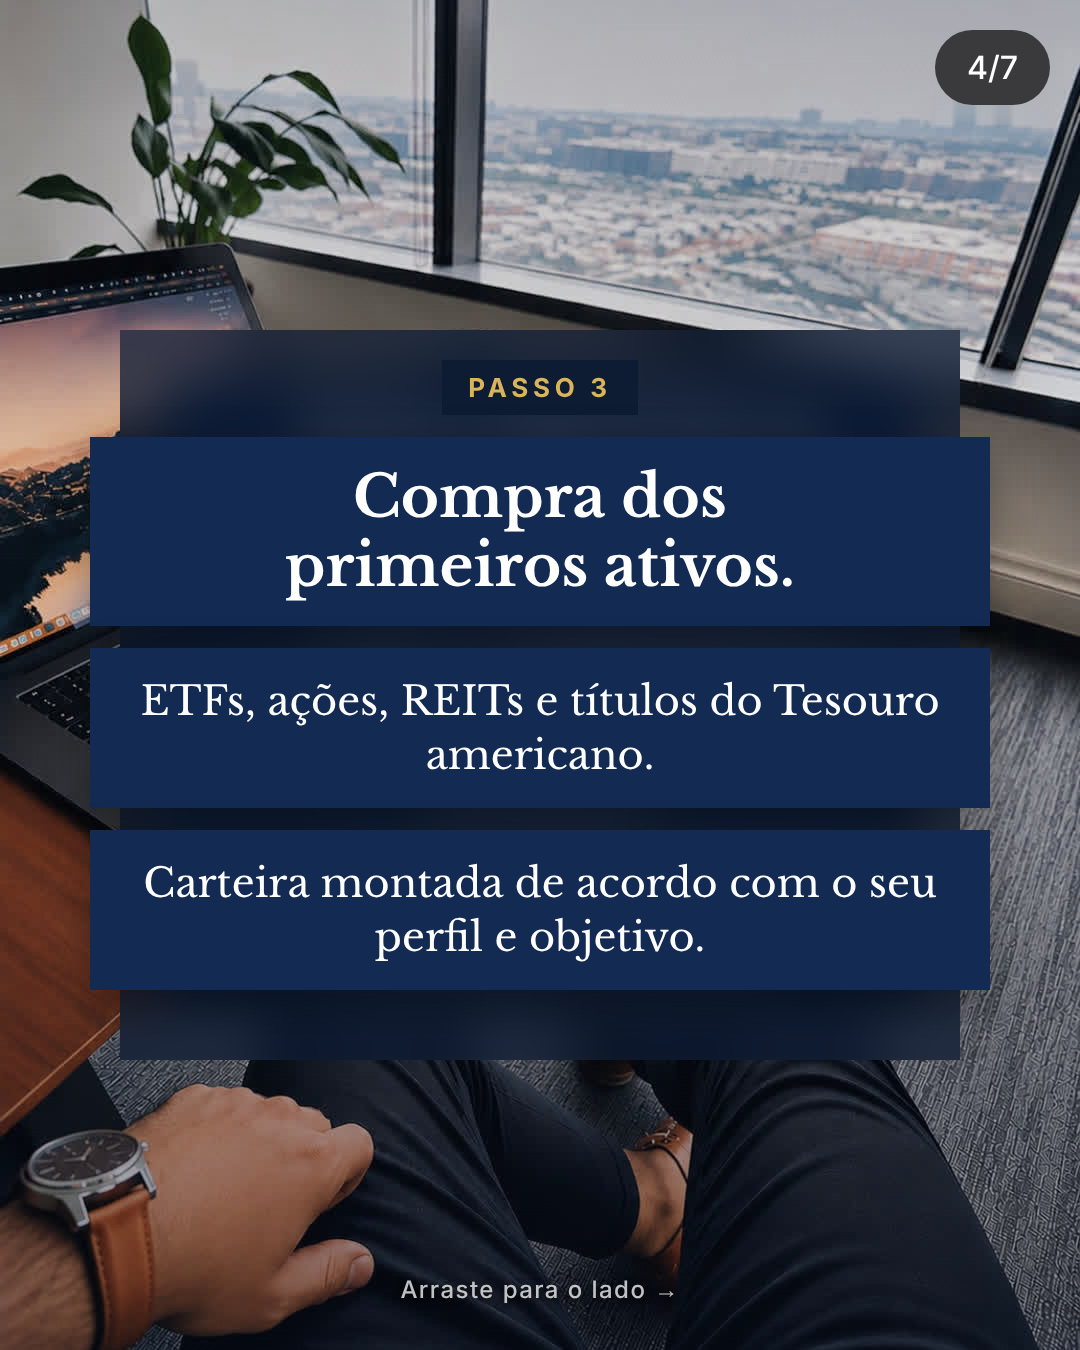 4/7
PASSO 3
Compra dos
primeiros ativos.
ETFs, ações, REITs e títulos do Tesouro
americano.
Carteira montada de acordo com o seu
perfil e objetivo.
Arraste para o lado →